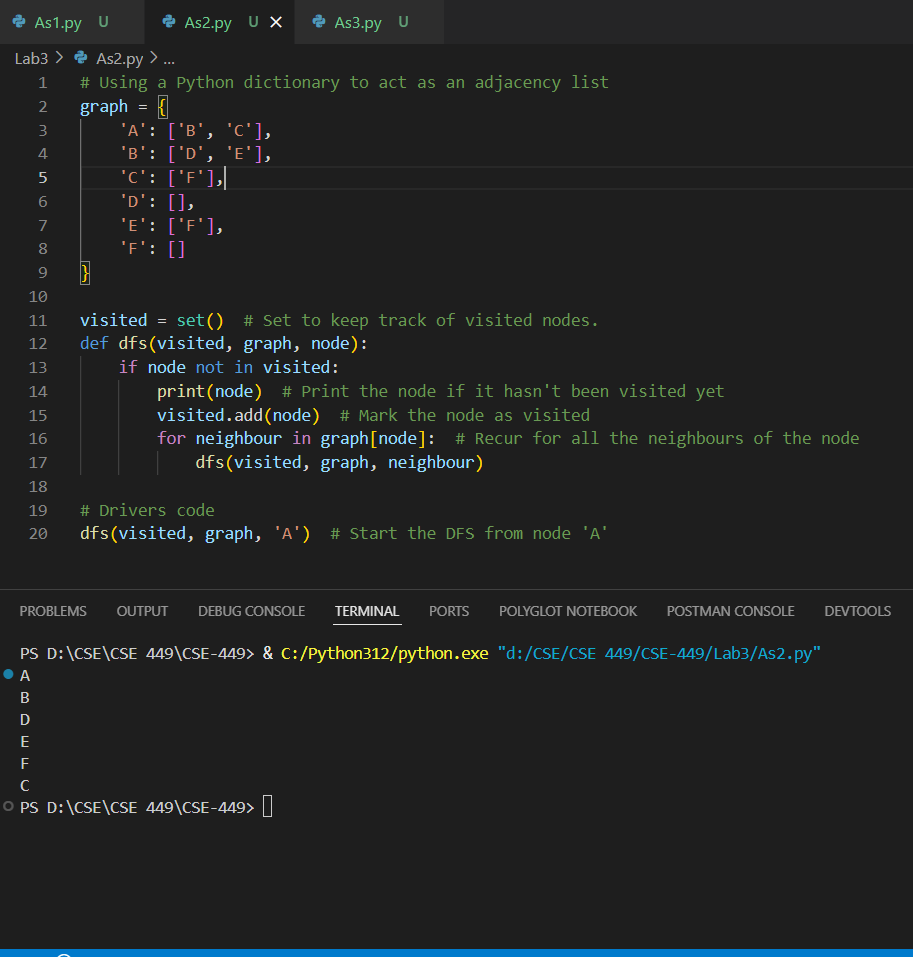 As1.py U As2.py U As3.py U
Lab3 > As2.py > ...
1 # Using a Python dictionary to act as an adjacency list
2 graph = {
3     'A': ['B', 'C'],
4     'B': ['D', 'E'],
5     'C': ['F'],
6     'D': [],
7     'E': ['F'],
8     'F': []
9 }
10
11 visited = set()  # Set to keep track of visited nodes.
12 def dfs(visited, graph, node):
13     if node not in visited:
14         print(node)  # Print the node if it hasn't been visited yet
15         visited.add(node)  # Mark the node as visited
16         for neighbour in graph[node]:  # Recur for all the neighbours of the node
17             dfs(visited, graph, neighbour)
18
19 # Drivers code
20 dfs(visited, graph, 'A')  # Start the DFS from node 'A'
PROBLEMS OUTPUT DEBUG CONSOLE TERMINAL PORTS POLYGLOT NOTEBOOK POSTMAN CONSOLE DEVTOOLS
PS D:\CSE\CSE 449\CSE-449> & C:/Python312/python.exe "d:/CSE/CSE 449/CSE-449/Lab3/As2.py"
A
B
D
E
F
C
PS D:\CSE\CSE 449\CSE-449>